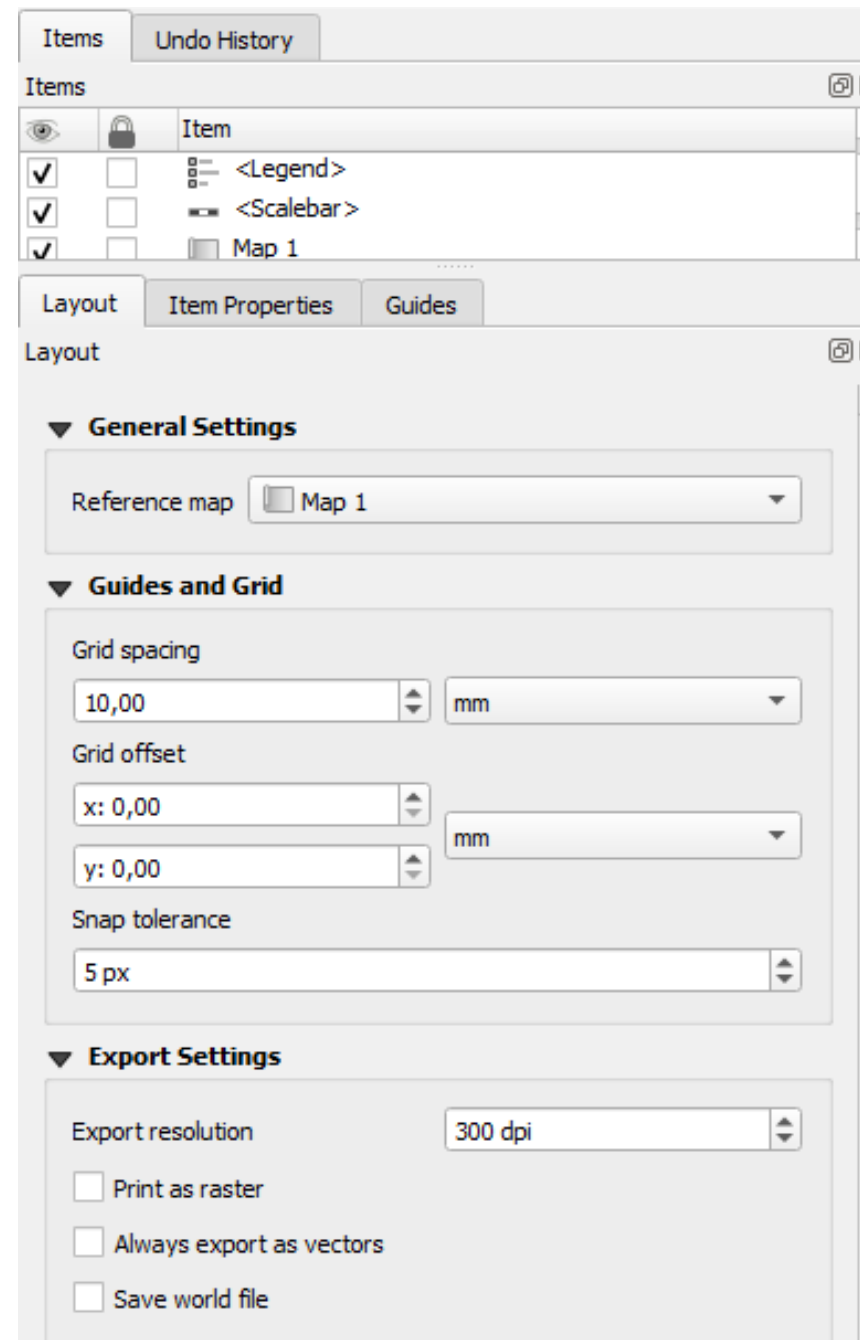 Items Undo History
Items
Item
<Legend>
<Scalebar>
Map 1
Layout Item Properties Guides
Layout
General Settings
Reference map Map 1
Guides and Grid
Grid spacing
10,00 mm
Grid offset
x: 0,00
mm
y: 0,00
Snap tolerance
5 px
Export Settings
Export resolution 300 dpi
Print as raster
Always export as vectors
Save world file